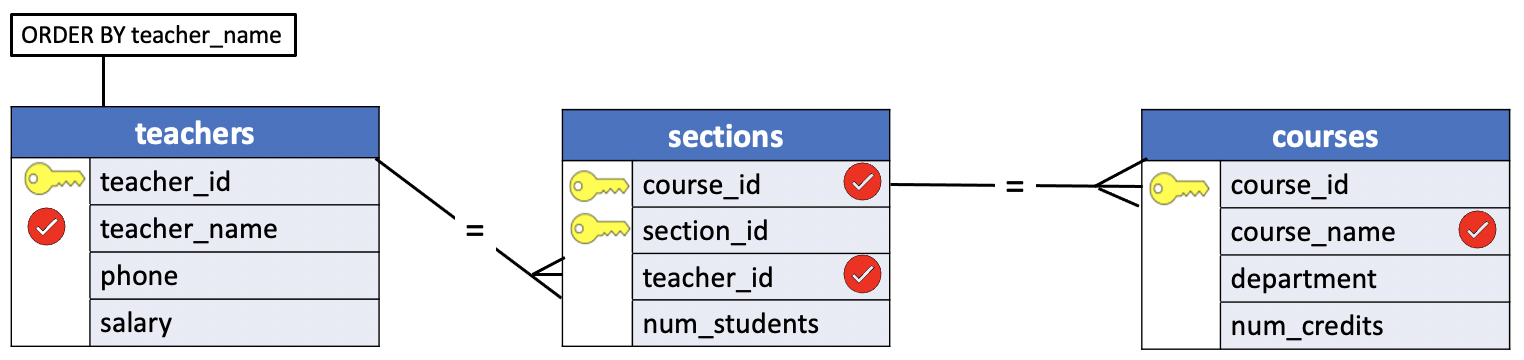 ORDER BY teacher_name
teachers
teacher_id
teacher_name
phone
salary
=
sections
course_id
section_id
teacher_id
num_students
=
courses
course_id
course_name
department
num_credits